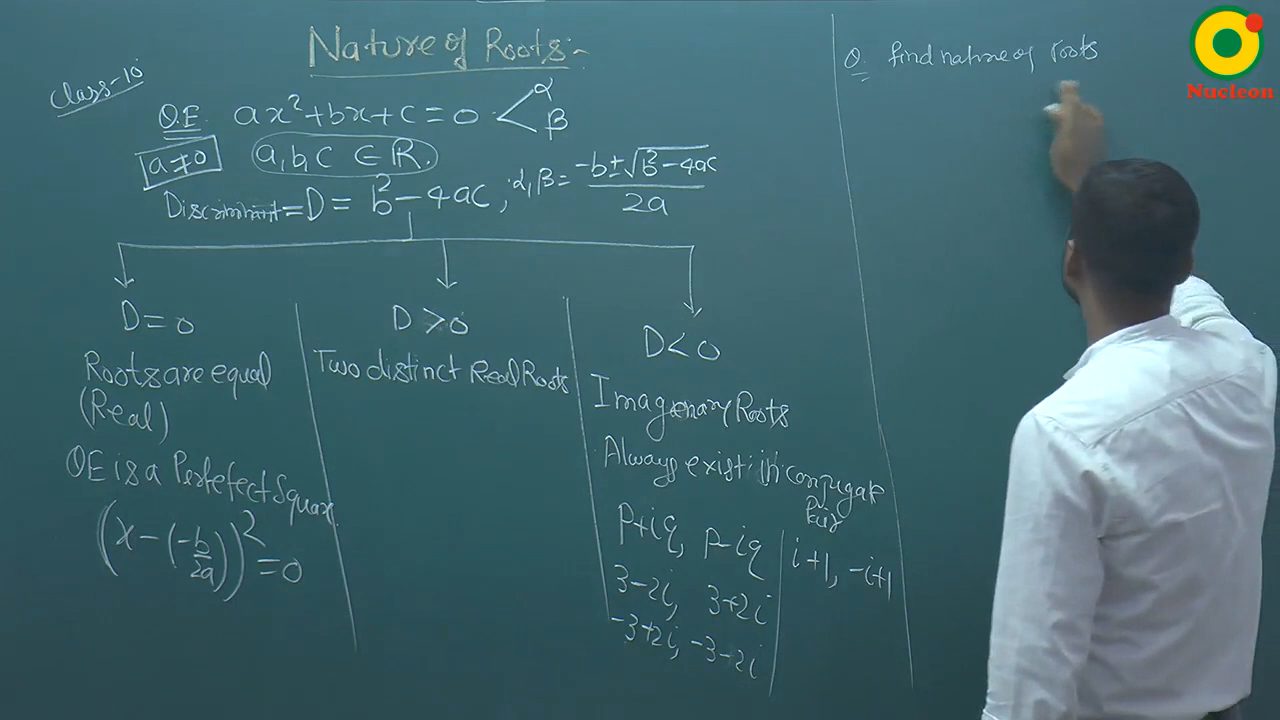 Nature of Roots:-
Class-10
Q.E. ax²+bx+c=0 < α β
a≠0 a,b,c ∈ R.
Discriminant = D = b²-4ac, α,β = (-b±√(b²-4ac))/2a
D=0
Roots are equal
(Real)
QE is a Perfefect Square
(x-(-b/2a))²=0
D>0
Two distinct Real Roots
D<0
Imagenary Roots
Always exist in conjugate
Pair
p+iq, p-iq
3-2i, 3+2i
-3+2i, -3-2i
i+1, -i+1
Q. find nature of roots
Nucleon